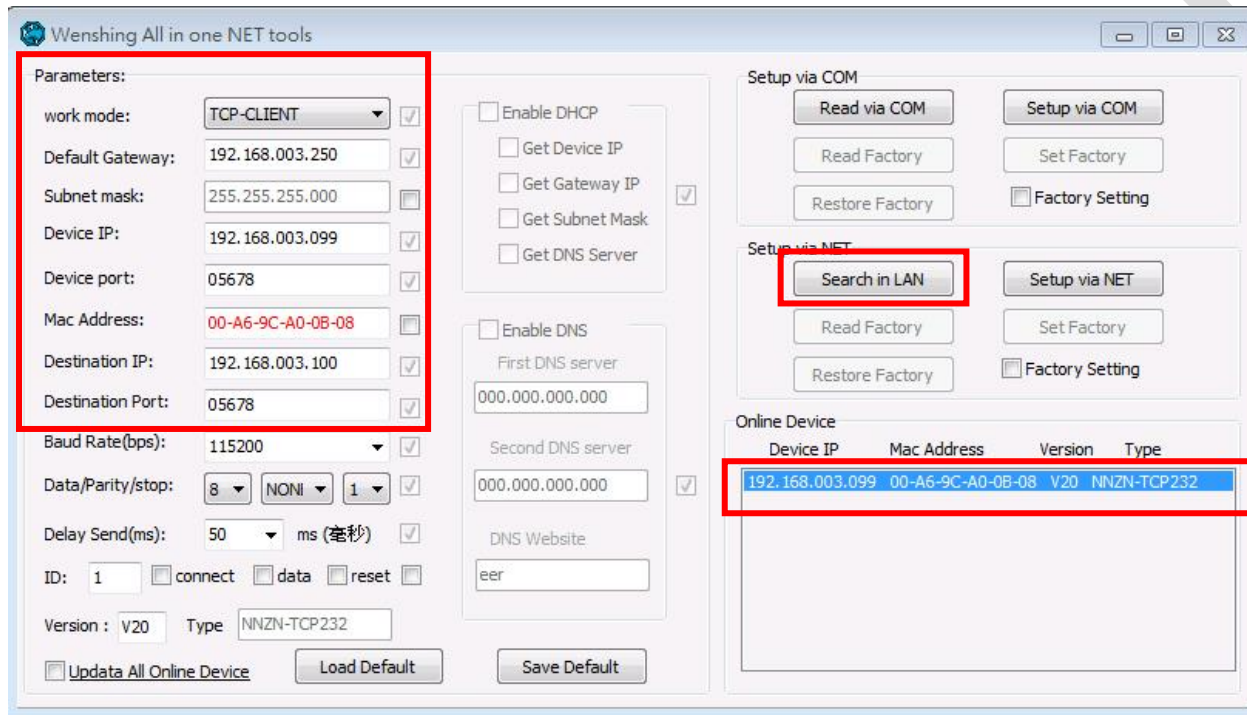 Wenshing All in one NET tools
Parameters:
work mode: TCP-CLIENT
Default Gateway: 192.168.003.250
Subnet mask: 255.255.255.000
Device IP: 192.168.003.099
Device port: 05678
Mac Address: 00-A6-9C-A0-0B-08
Destination IP: 192.168.003.100
Destination Port: 05678
Baud Rate(bps): 115200
Data/Parity/stop: 8 NONI 1
Delay Send(ms): 50 ms (毫秒)
ID: 1 connect data reset
Version : V20 Type NNZN-TCP232
Updata All Online Device Load Default Save Default
Enable DHCP
Get Device IP
Get Gateway IP
Get Subnet Mask
Get DNS Server
Enable DNS
First DNS server
000.000.000.000
Second DNS server
000.000.000.000
DNS Website
eer
Setup via COM
Read via COM Setup via COM
Read Factory Set Factory
Restore Factory Factory Setting
Setup via NET
Search in LAN Setup via NET
Read Factory Set Factory
Restore Factory Factory Setting
Online Device
Device IP Mac Address Version Type
192.168.003.099 00-A6-9C-A0-0B-08 V20 NNZN-TCP232